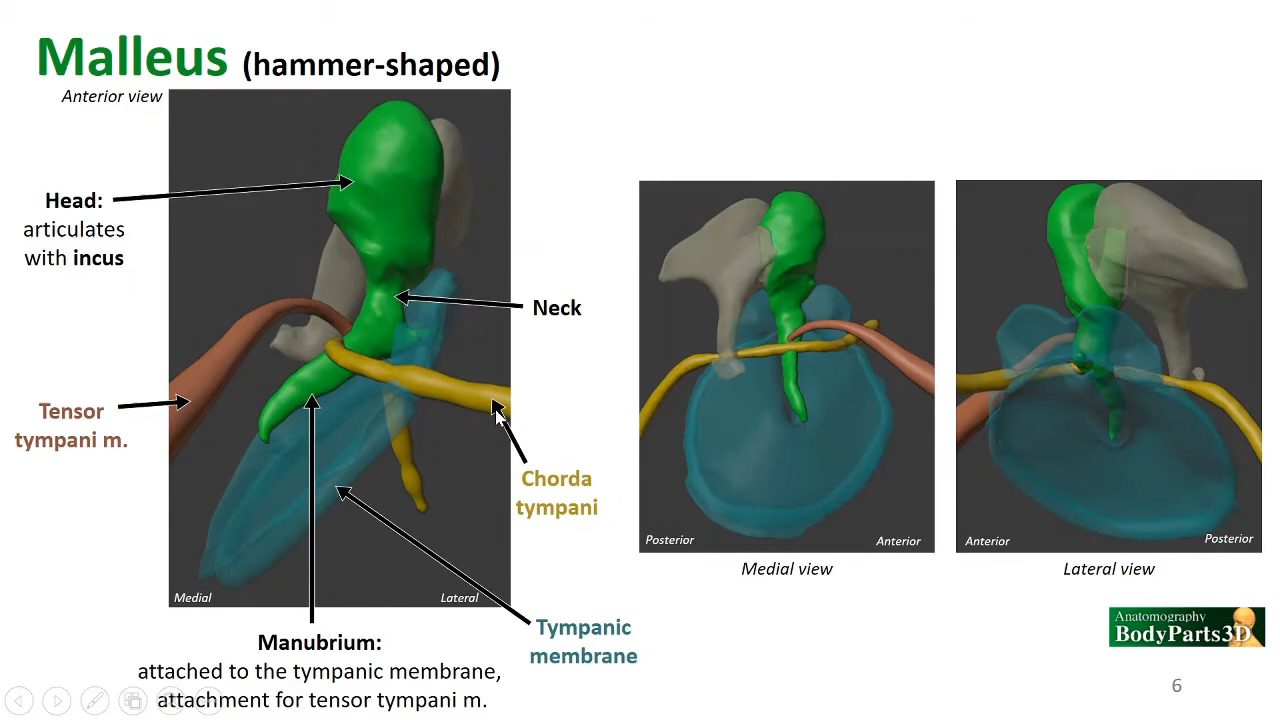 Malleus (hammer-shaped)
Anterior view
Head:
articulates
with incus
Neck
Tensor
tympani m.
Chorda
tympani
Medial
Lateral
Manubrium:
attached to the tympanic membrane,
attachment for tensor tympani m.
Tympanic
membrane
Posterior
Anterior
Medial view
Anterior
Posterior
Lateral view
Anatomography
BodyParts3D
6